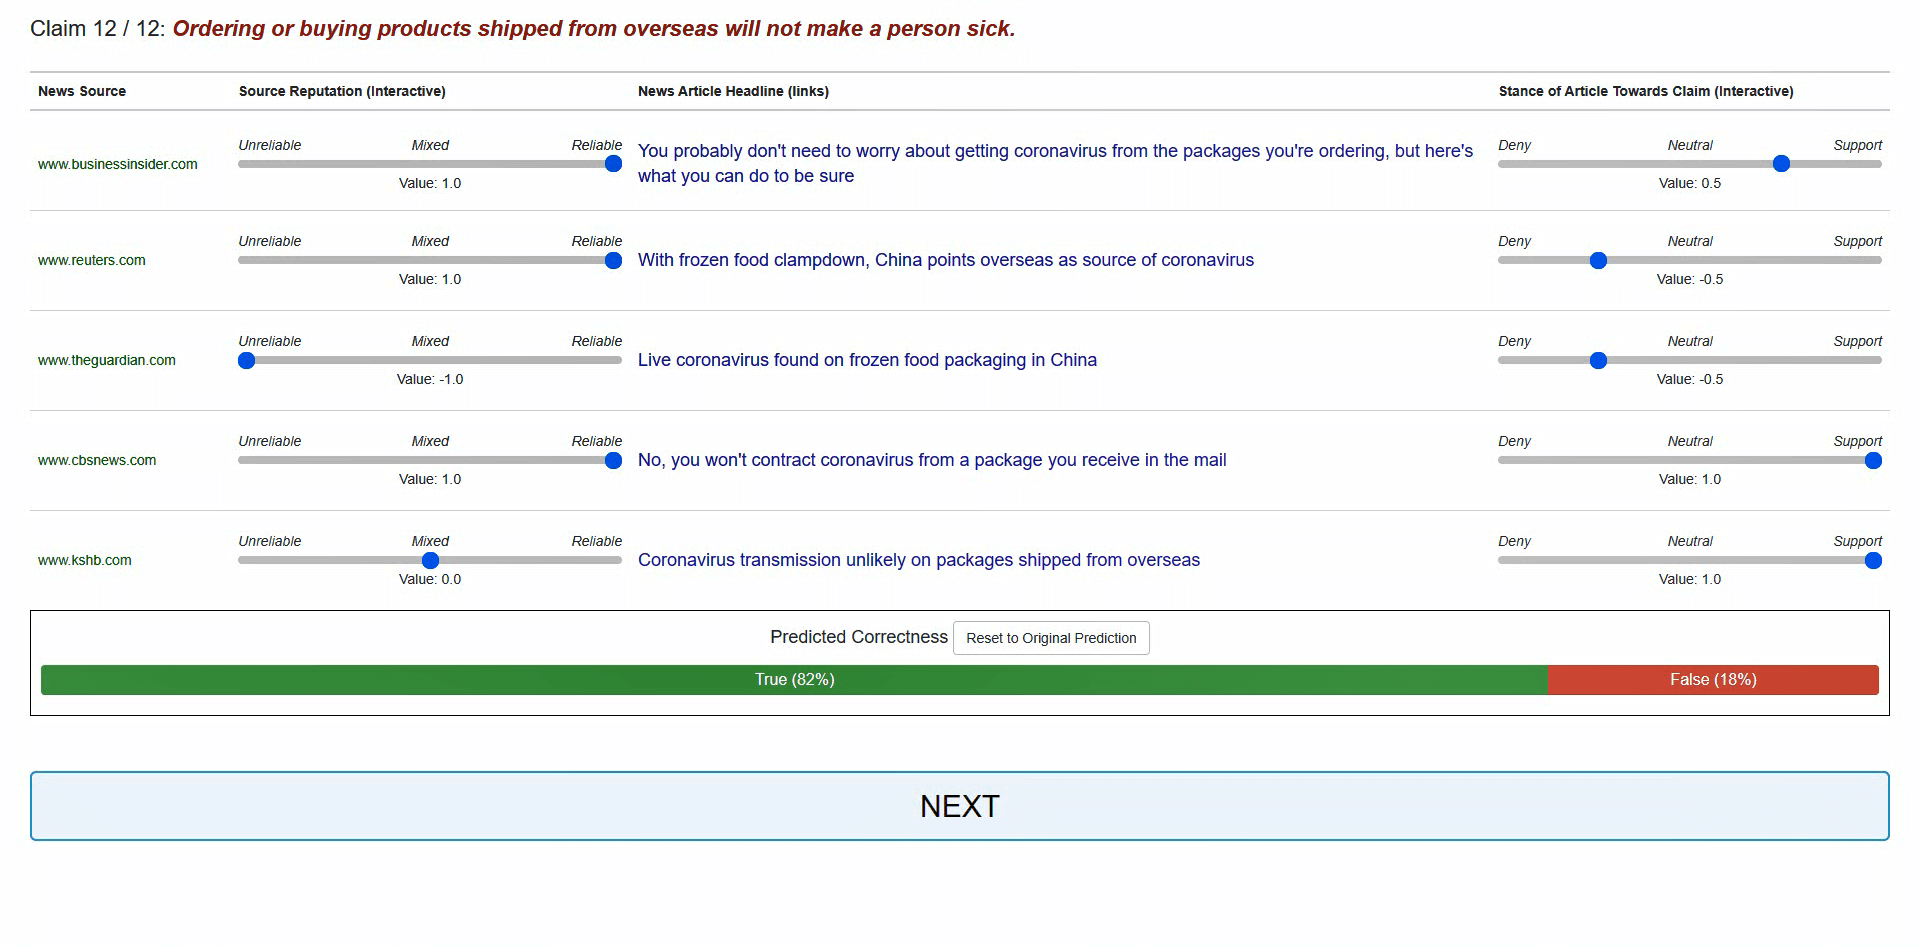 Claim 12 / 12: Ordering or buying products shipped from overseas will not make a person sick.
News Source
Source Reputation (Interactive)
News Article Headline (links)
Stance of Article Towards Claim (Interactive)
www.businessinsider.com
Unreliable Mixed Reliable
Value: 1.0
You probably don't need to worry about getting coronavirus from the packages you're ordering, but here's
what you can do to be sure
Deny Neutral Support
Value: 0.5
www.reuters.com
Unreliable Mixed Reliable
Value: 1.0
With frozen food clampdown, China points overseas as source of coronavirus
Deny Neutral Support
Value: -0.5
www.theguardian.com
Unreliable Mixed Reliable
Value: -1.0
Live coronavirus found on frozen food packaging in China
Deny Neutral Support
Value: -0.5
www.cbsnews.com
Unreliable Mixed Reliable
Value: 1.0
No, you won't contract coronavirus from a package you receive in the mail
Deny Neutral Support
Value: 1.0
www.kshb.com
Unreliable Mixed Reliable
Value: 0.0
Coronavirus transmission unlikely on packages shipped from overseas
Deny Neutral Support
Value: 1.0
Predicted Correctness Reset to Original Prediction
True (82%) False (18%)
NEXT